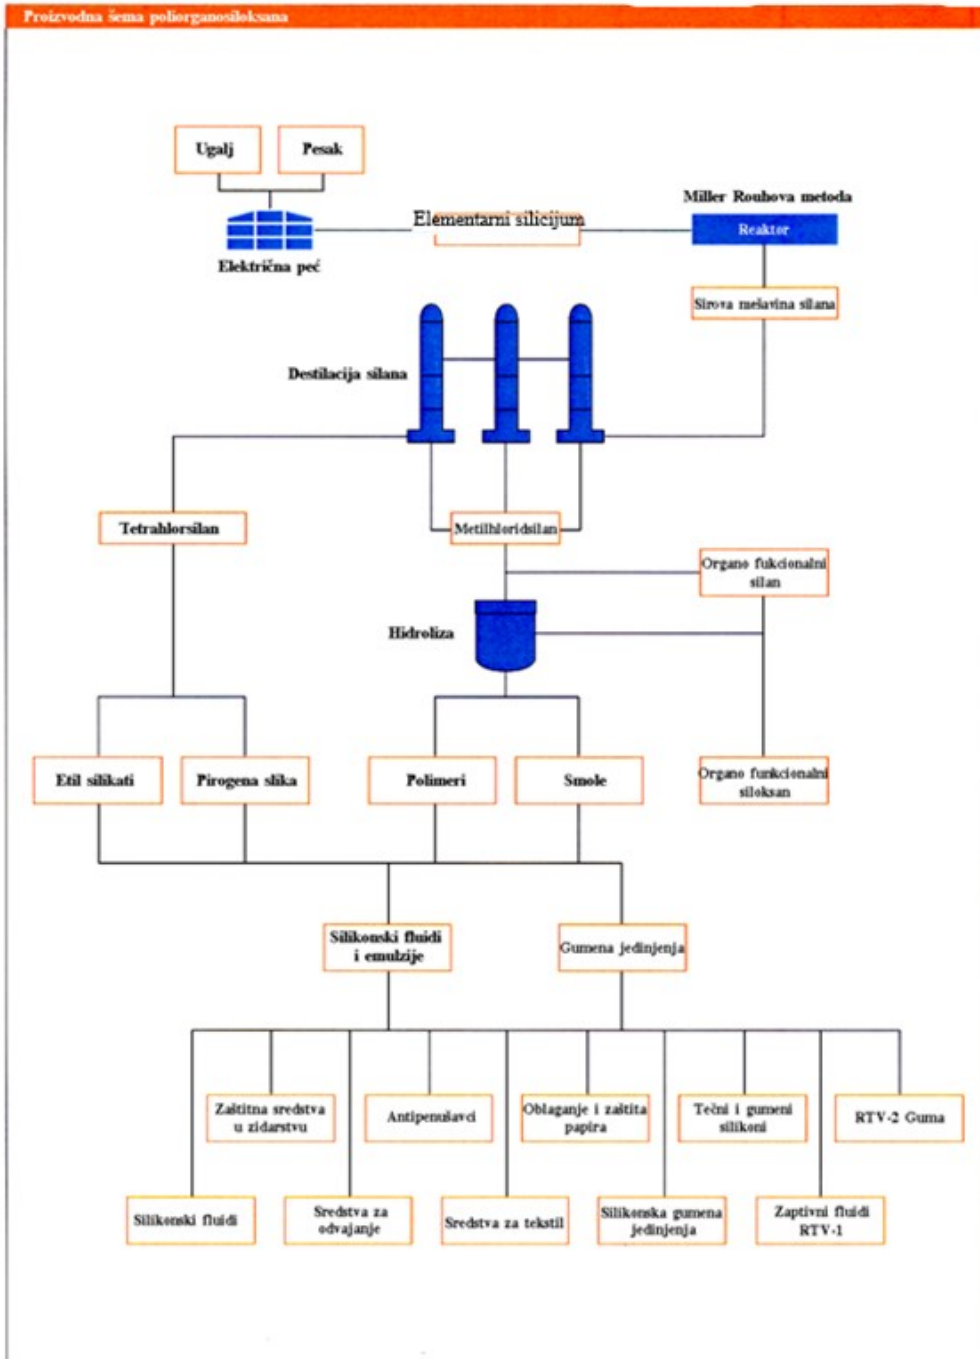 Proizvodna šema poliorganosiloksana
Ugalj
Pesak
Miller Rouhova metoda
Elementarni silicijum
Reaktor
Električna peć
Sirova mešavina silana
Destilacija silana
Tetrahlorsilan
Metilhloridsilan
Organo fukcionalni
silan
Hidroliza
Etil silikati
Pirogena slika
Polimeri
Smole
Organo funkcionalni
siloksan
Silikonski fluidi
i emulzije
Gumena jedinjenja
Zaštitna sredstva
u zidarstvu
Antipenušavci
Oblaganje i zaštita
papira
Tečni i gumeni
silikoni
RTV-2 Guma
Silikonski fluidi
Sredstva za
odvajanje
Sredstva za tekstil
Silikonska gumena
jedinjenja
Zaptivni fluidi
RTV-1